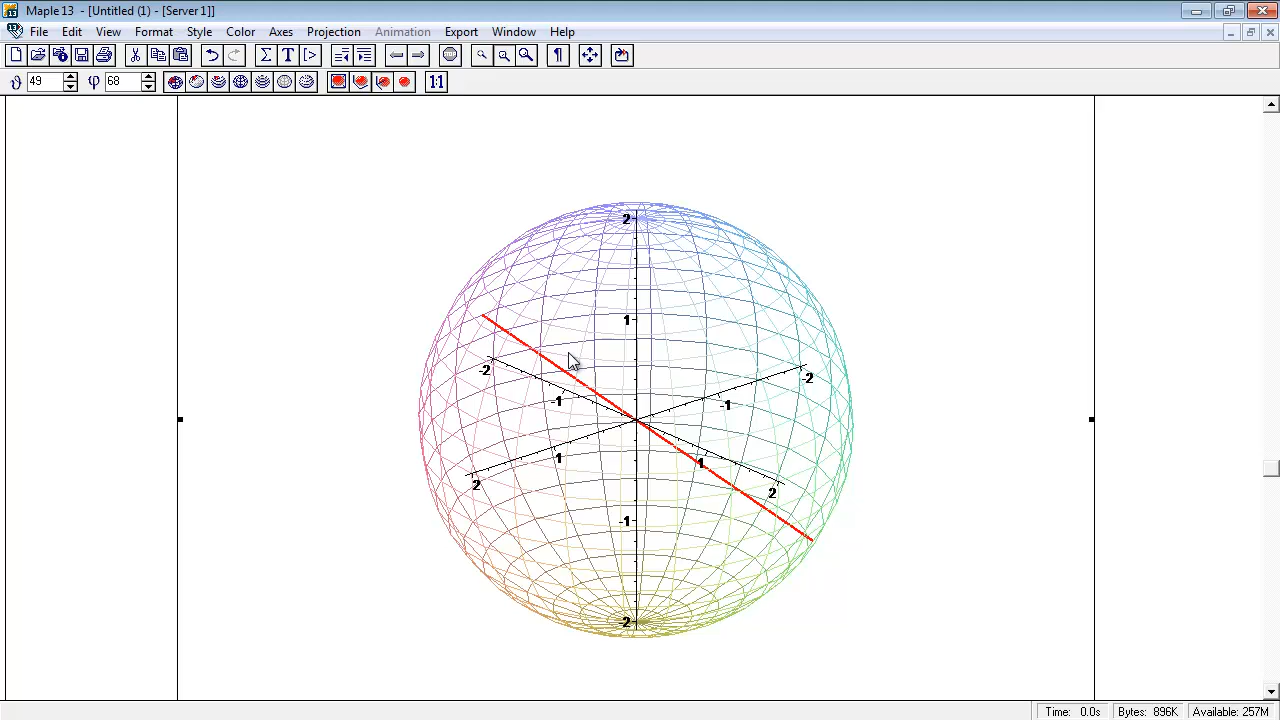 Maple 13 - [Untitled (1) - [Server 1]]
File Edit View Format Style Color Axes Projection Animation Export Window Help
ϑ 49 φ 68 1:1
2
1
-2 -2
-1 -1
1 1
2 2
-1
-2
Time: 0.0s Bytes: 896K Available: 257M